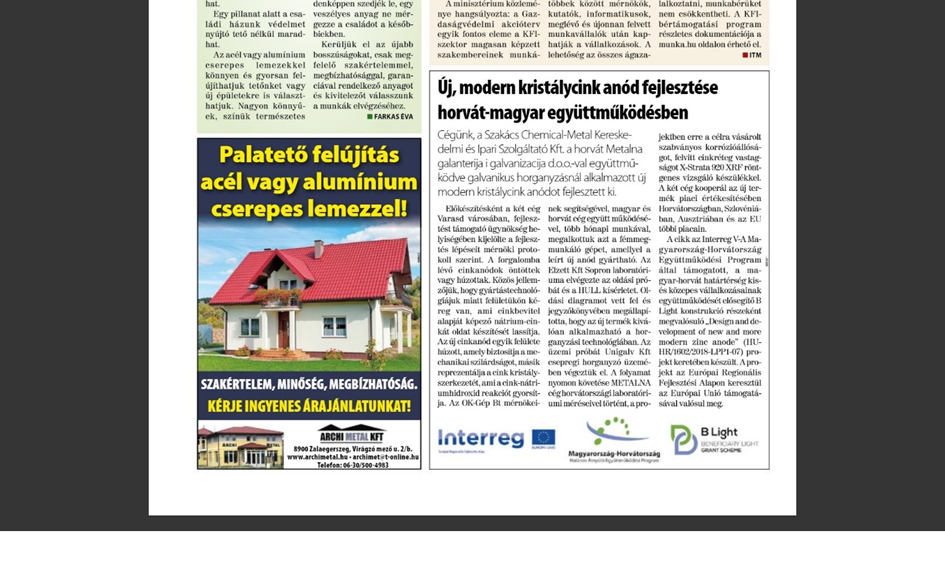 hat.
Egy pillanat alatt a csa-
ládi házunk védelmet
nyújtó tető nélkül marad-
hat.
Az acél vagy alumínium
cserepes lemezekkel
könnyen és gyorsan fel-
újíthatjuk tetőnket vagy
új épületekre is választ-
hatjuk. Nagyon könnyű-
ek, színük természetes
denképpen szedjék le, egy
veszélyes anyag ne mér-
gezze a családot a később-
biekben.
Kerüljük el az újabb
bosszúságokat, csak meg-
felelő szakértelemmel,
megbízhatósággal, garan-
ciával rendelkező anyagot
és kivitelezőt válasszunk
a munkák elvégzéséhez.
FARKAS ÉVA
A minisztérium közlemé-
nye hangsúlyozta: a Gaz-
daságvédelmi akcióterv
egyik fontos eleme a KFI-
szektor magasan képzett
szakembereinek munká-
többek között mérnökök,
kutatók, informatikusok,
meglévő és újonnan felvett
munkavállalók után kap-
hatják a vállalkozások. A
lehetőség az összes ágaza-
lalkoztatni, munkabérüket
nem csökkentheti. A KFI-
bértámogatási program
részletes dokumentációja a
munka.hu oldalon érhető el.
ITM
Palatető felújítás
acél vagy alumínium
cserepes lemezzel!
SZAKÉRTELEM, MINŐSÉG, MEGBÍZHATÓSÁG.
KÉRJE INGYENES ÁRAJÁNLATUNKAT!
ARCHI METAL
ARCHI METAL KFT
8900 Zalaegerszeg, Virágzó mező u. 2/b.
www.archimetal.hu • archimet@t-online.hu
Telefon: 06-30/500-4983
Új, modern kristálycink anód fejlesztése
horvát-magyar együttműködésben
Cégünk, a Szakács Chemical-Metal Kereske-
delmi és Ipari Szolgáltató Kft. a horvát Metalna
galanterija i galvanizacija d.o.o.-val együttmű-
ködve galvanikus horganyzásnál alkalmazott új
modern kristálycink anódot fejlesztett ki.
Előkészítésként a két cég
Varasd városában, fejlesz-
tést támogató ügynökség he-
lyiségében kijelölte a fejlesz-
tés lépéseit mérnöki proto-
koll szerint. A forgalomba
lévő cinkanódok öntöttek
vagy húzottak. Közös jellem-
zőjük, hogy gyártástechnoló-
giájuk miatt felületükön ké-
reg van, ami cinkbevitel
alapját képező nátrium-cin-
kát oldat készítését lassítja.
Az új cinkanód egyik felülete
húzott, amely biztosítja a me-
chanikai szilárdságot, másik
reprezentálja a cink kristály-
szerkezetét, ami a cink-nátri-
umhidroxid reakciót gyorsít-
ja. Az OK-Gép Bt mérnökei-
nek segítségével, magyar és
horvát cég együtt működésé-
vel, több hónapi munkával,
megalkottuk azt a fémmeg-
munkáló gépet, amellyel a
leírt új anód gyártható. Az
Elzett Kft Sopron laboratóri-
uma elvégezte az oldási pró-
bát és a HULL kísérletet. Ol-
dási diagramot vett fel és
jegyzőkönyvében megállapí-
totta, hogy az új termék kivá-
lóan alkalmazható a hor-
ganyzási technológiában. Az
üzemi próbát Unigalv Kft
csepregi horganyzó üzemé-
ben végeztük el. A folyamat
nyomon követése METALNA
cég horvátországi laboratóri-
umi méréseivel történt, a pro-
jektben erre a célra vásárolt
szabványos korrózióállósá-
got, felvitt cinkréteg vastag-
ságot X-Strata 920 XRF rönt-
genes vizsgáló készülékkel.
A két cég kooperál az új ter-
mék piaci értékesítésében
Horvátországban, Szlovéniá-
ban, Ausztriában és az EU
többi piacain.
A cikk az Interreg V-A Ma-
gyarország-Horvátország
Együttműködési Program
által támogatott, a ma-
gyar-horvát határtérség kis-
és közepes vállalkozásainak
együttműködését elősegítő B
Light konstrukció részeként
megvalósuló „Design and de-
velopment of new and more
modern zinc anode” (HU-
HR/1602/2018-LPP1-07) pro-
jekt keretében készült. A pro-
jekt az Európai Regionális
Fejlesztési Alapon keresztül
az Európai Unió támogatá-
sával valósul meg.
Interreg
Magyarország-Horvátország
Határon Átnyúló Együttműködési Program
B Light
BENEFICIARY LIGHT
GRANT SCHEME